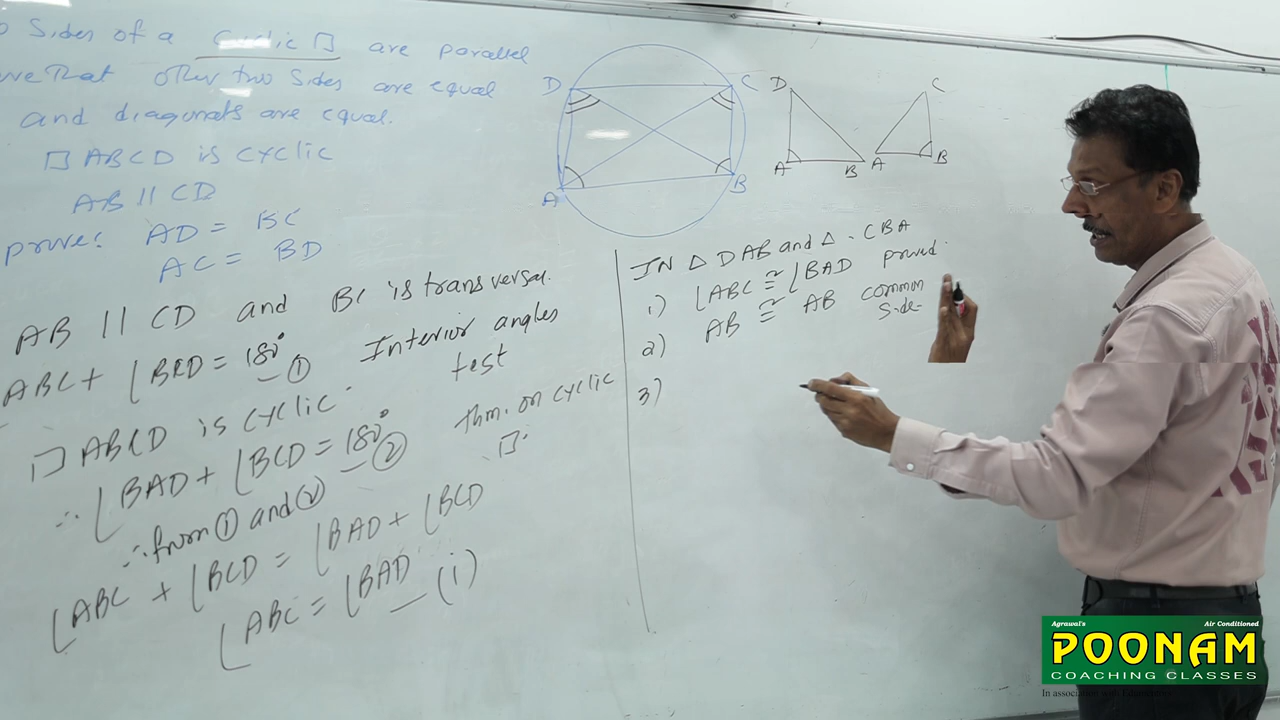 Sides of a Cyclic □ are parallel
ve That other two Sides are equal
and diagonals are equal.
□ ABCD is cyclic
AB || CD
prove: AD = BC
AC = BD
AB || CD and BC is transversal.
ABC + ∠BCD = 180° ① Interior angles
test
□ ABCD is cyclic.
∴ ∠BAD + ∠BCD = 180° ② thm. on cyclic
□.
∴ from ① and ②
∠ABC + ∠BCD = ∠BAD + ∠BCD
∠ABC = ∠BAD — (i)
D C
A B
D C
A B A B
IN △ DAB and △ CBA
1) ∠ABC ≅ ∠BAD proved.
2) AB ≅ AB common
side.
3)
Agrawal's Air Conditioned
POONAM
COACHING CLASSES
In association with